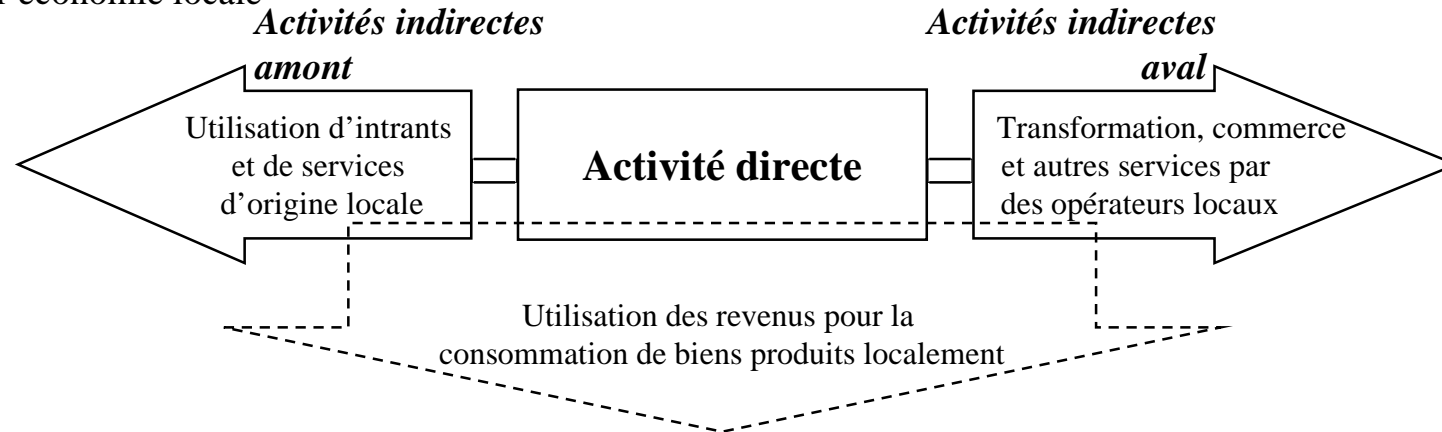 l'économie locale
Activités indirectes
amont
Activités indirectes
aval
Utilisation d’intrants
et de services
d’origine locale
Activité directe
Transformation, commerce
et autres services par
des opérateurs locaux
Utilisation des revenus pour la
consommation de biens produits localement